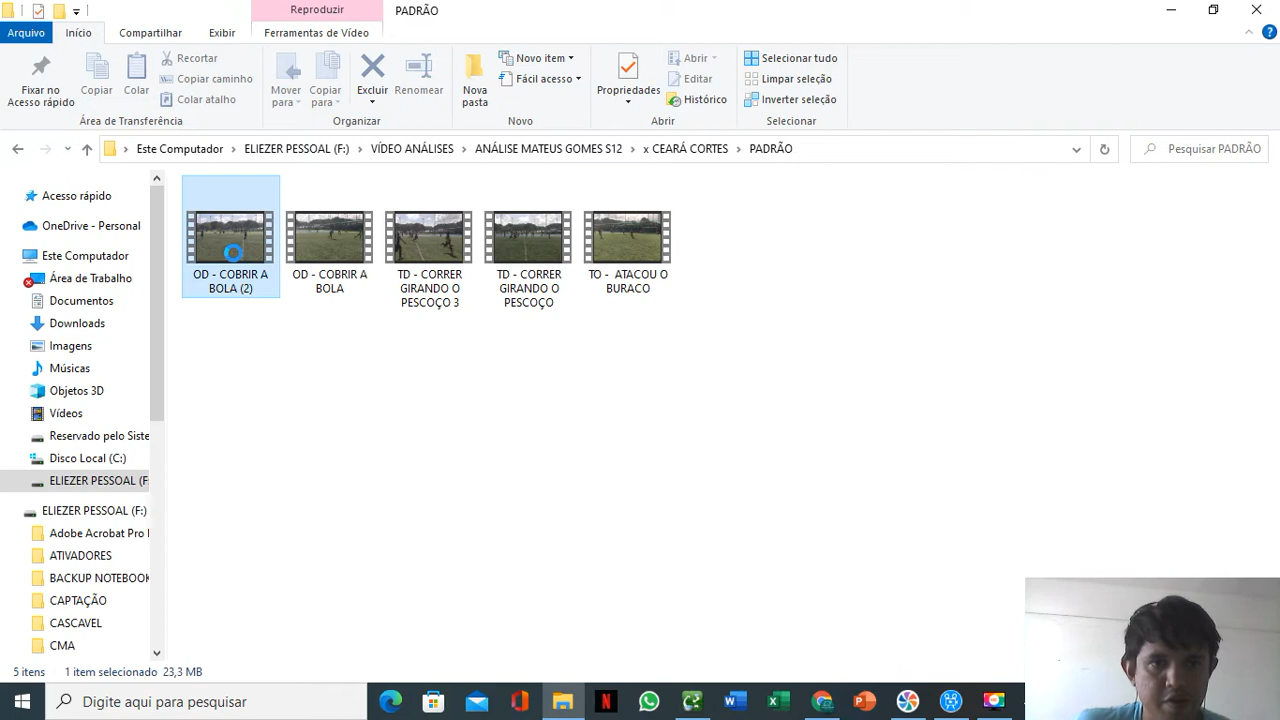 Reproduzir
PADRÃO
Arquivo
Início
Compartilhar
Exibir
Ferramentas de Vídeo
Fixar no
Acesso rápido
Copiar
Colar
Recortar
Copiar caminho
Colar atalho
Mover
para
Copiar
para
Excluir
Renomear
Nova
pasta
Novo item
Fácil acesso
Propriedades
Abrir
Editar
Histórico
Selecionar tudo
Limpar seleção
Inverter seleção
Área de Transferência
Organizar
Novo
Abrir
Selecionar
Este Computador
ELIEZER PESSOAL (F:)
VÍDEO ANÁLISES
ANÁLISE MATEUS GOMES S12
x CEARÁ CORTES
PADRÃO
Pesquisar PADRÃO
Acesso rápido
OneDrive - Personal
Este Computador
Área de Trabalho
Documentos
Downloads
Imagens
Músicas
Objetos 3D
Vídeos
Reservado pelo Siste
Disco Local (C:)
ELIEZER PESSOAL (F
ELIEZER PESSOAL (F:)
Adobe Acrobat Pro
ATIVADORES
BACKUP NOTEBOOK
CAPTAÇÃO
CASCAVEL
CMA
OD - COBRIR A
BOLA (2)
OD - COBRIR A
BOLA
TD - CORRER
GIRANDO O
PESCOÇO 3
TD - CORRER
GIRANDO O
PESCOÇO
TO - ATACOU O
BURACO
5 itens
1 item selecionado 23,3 MB
Digite aqui para pesquisar